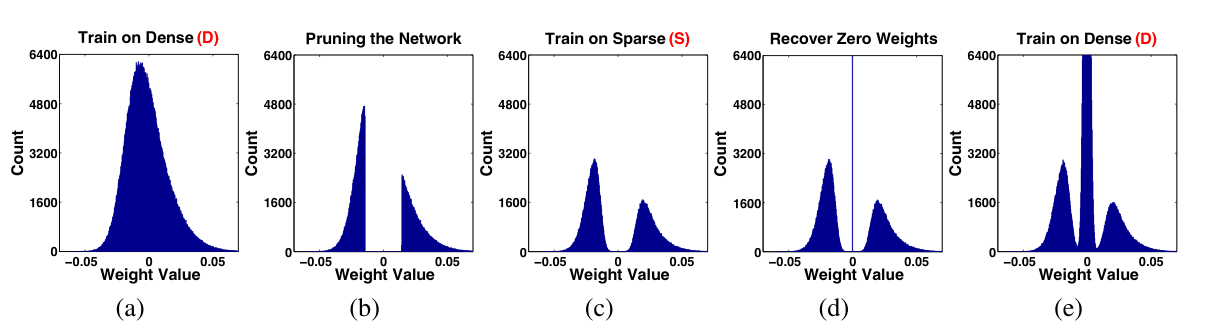 Train on Dense (D)
6400
4800
3200
1600
0
Count
−0.05
0
0.05
Weight Value
(a)
Pruning the Network
6400
4800
3200
1600
0
Count
−0.05
0
0.05
Weight Value
(b)
Train on Sparse (S)
6400
4800
3200
1600
0
Count
−0.05
0
0.05
Weight Value
(c)
Recover Zero Weights
6400
4800
3200
1600
0
Count
−0.05
0
0.05
Weight Value
(d)
Train on Dense (D)
6400
4800
3200
1600
0
Count
−0.05
0
0.05
Weight Value
(e)